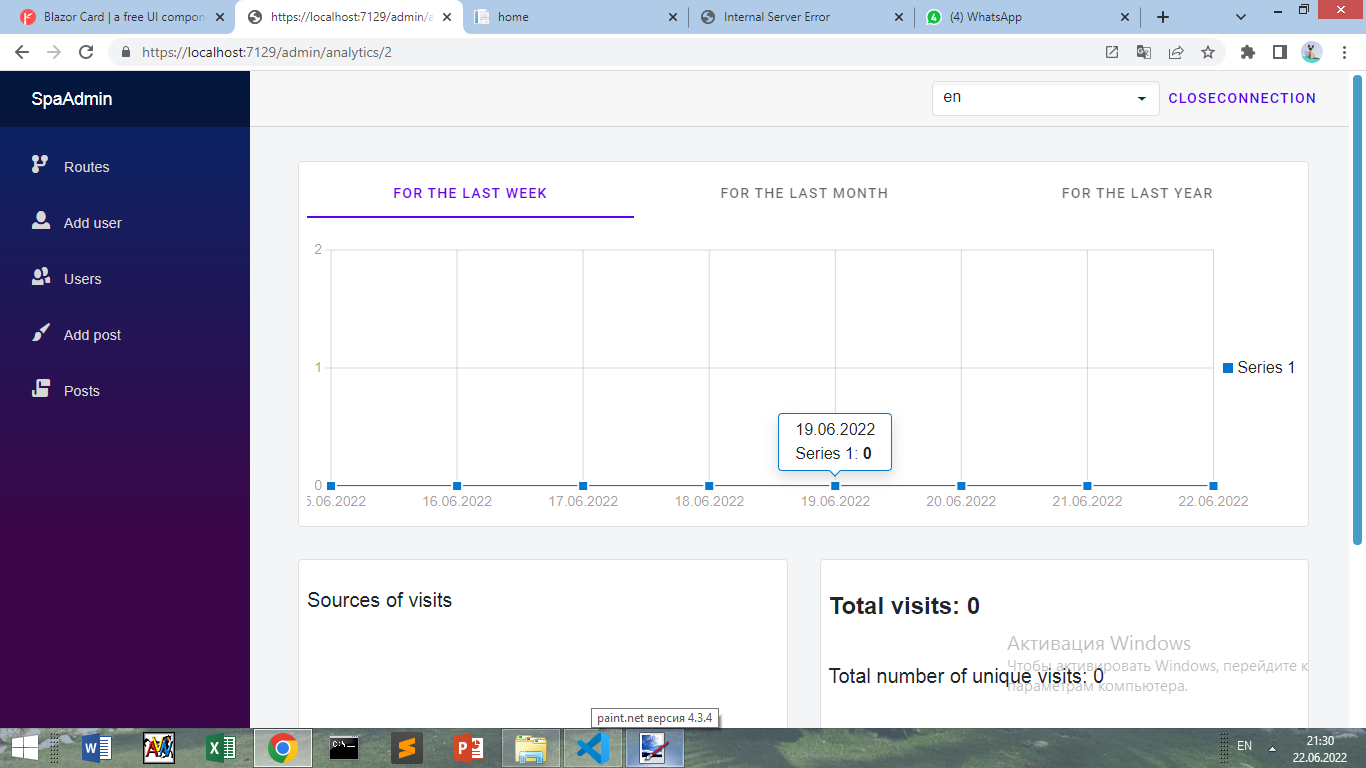 Blazor Card | a free UI compon
https://localhost:7129/admin/a
home
Internal Server Error
(4) WhatsApp
https://localhost:7129/admin/analytics/2
SpaAdmin
en
CLOSECONNECTION
Routes
Add user
Users
Add post
Posts
FOR THE LAST WEEK
FOR THE LAST MONTH
FOR THE LAST YEAR
2
1
0
Series 1
19.06.2022
Series 1: 0
5.06.2022
16.06.2022
17.06.2022
18.06.2022
19.06.2022
20.06.2022
21.06.2022
22.06.2022
Sources of visits
Total visits: 0
Total number of unique visits: 0
Активация Windows
Чтобы активировать Windows, перейдите к
параметрам компьютера.
paint.net версия 4.3.4
EN
21:30
22.06.2022